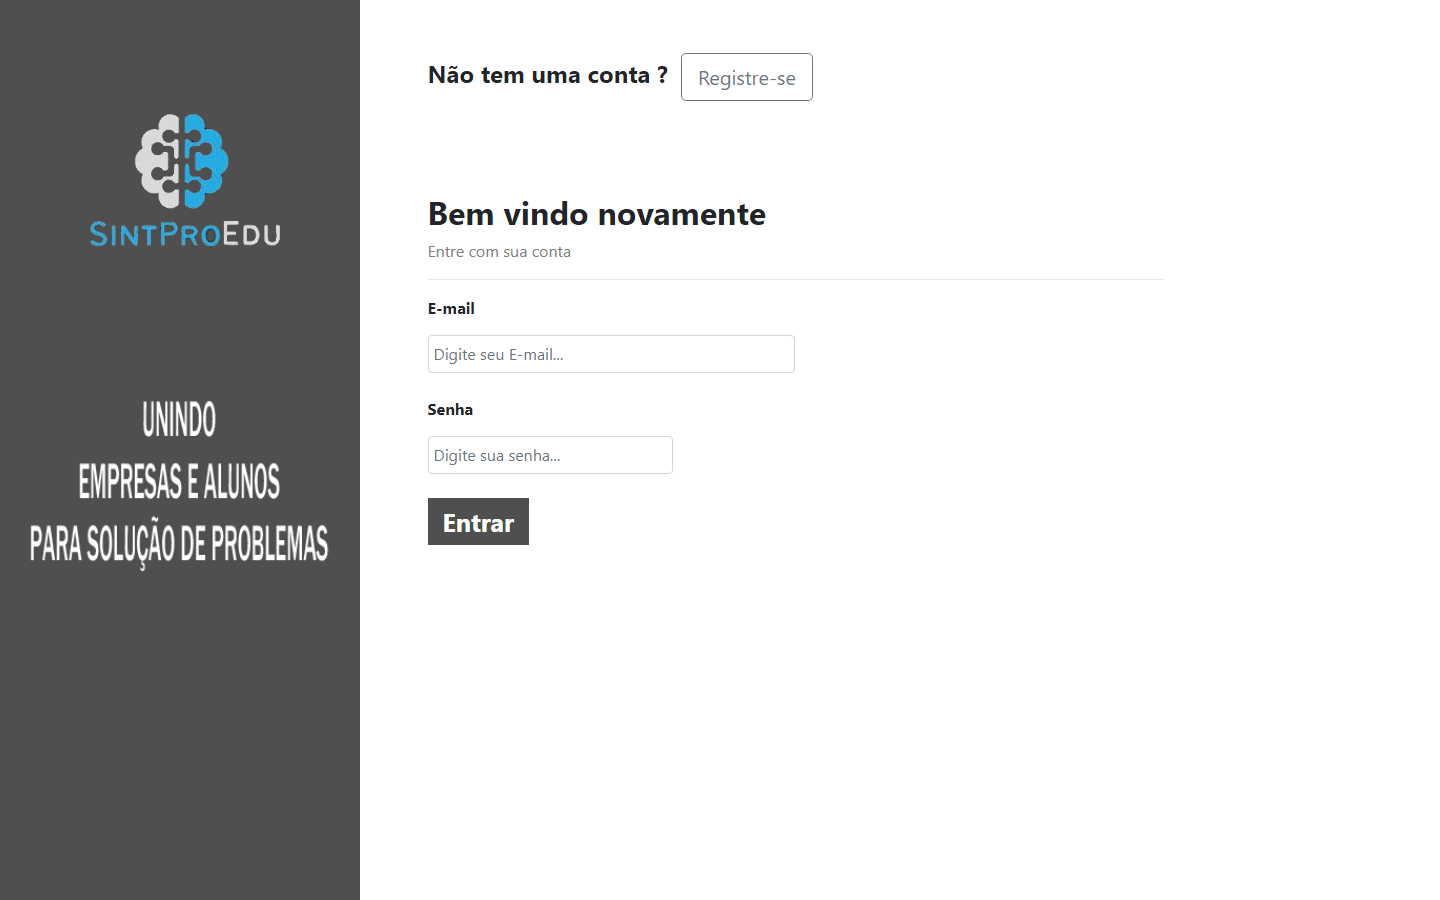 SINTPROEDU
UNINDO
EMPRESAS E ALUNOS
PARA SOLUÇÃO DE PROBLEMAS
Não tem uma conta ? Registre-se
Bem vindo novamente
Entre com sua conta
E-mail
Digite seu E-mail...
Senha
Digite sua senha...
Entrar